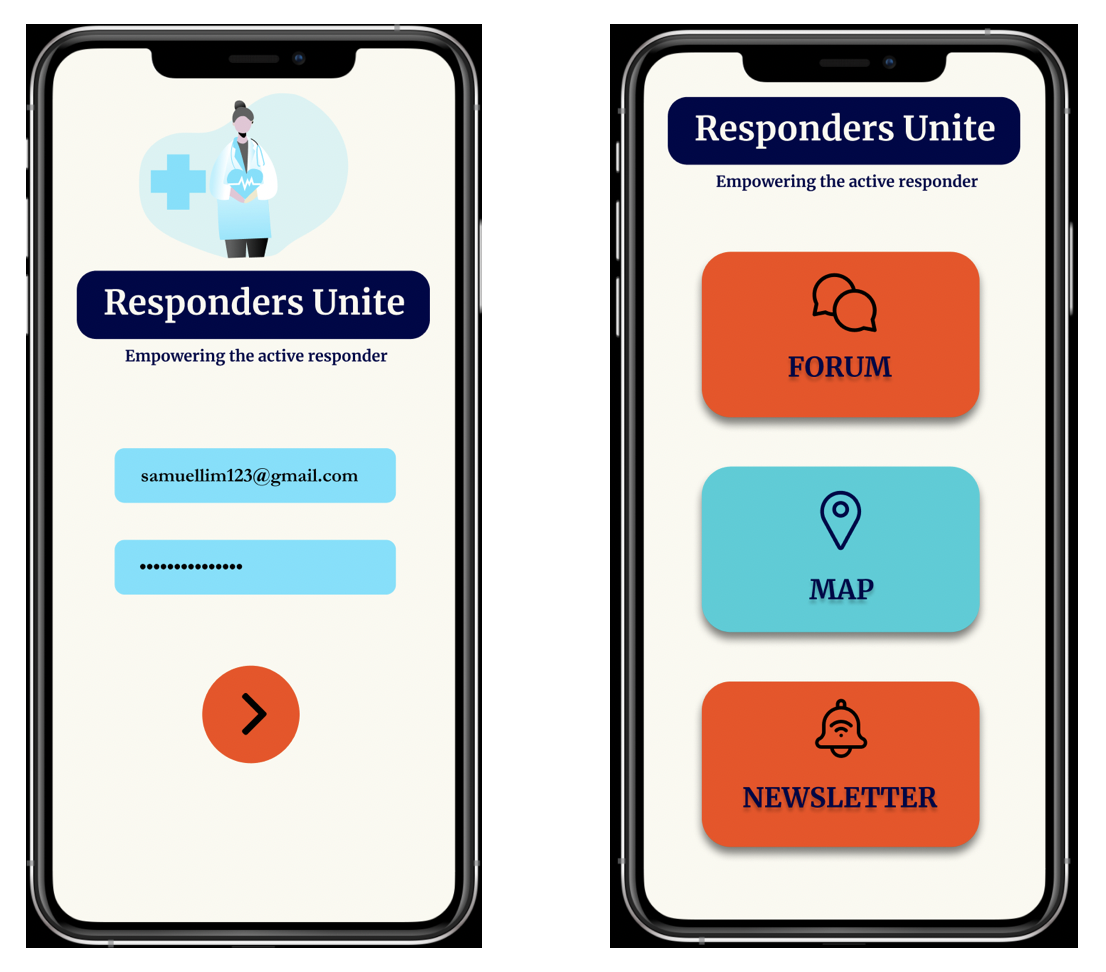 Responders Unite
Empowering the active responder
samuellim123@gmail.com
•••••••••••••••
Responders Unite
Empowering the active responder
FORUM
MAP
NEWSLETTER